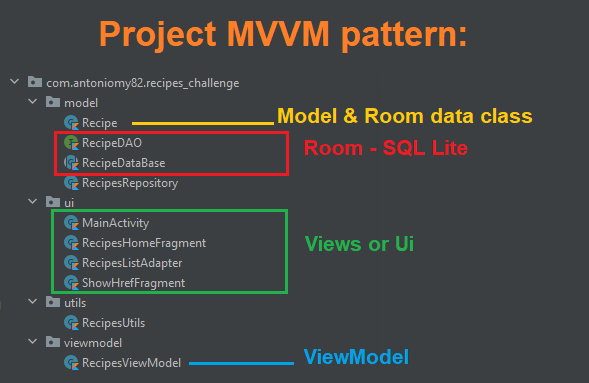 Project MVVM pattern:
com.antoniomy82.recipes_challenge
model
Recipe
Model & Room data class
RecipeDAO
Room - SQL Lite
RecipeDataBase
RecipesRepository
ui
MainActivity
RecipesHomeFragment
Views or Ui
RecipesListAdapter
ShowHrefFragment
utils
RecipesUtils
viewmodel
RecipesViewModel
ViewModel